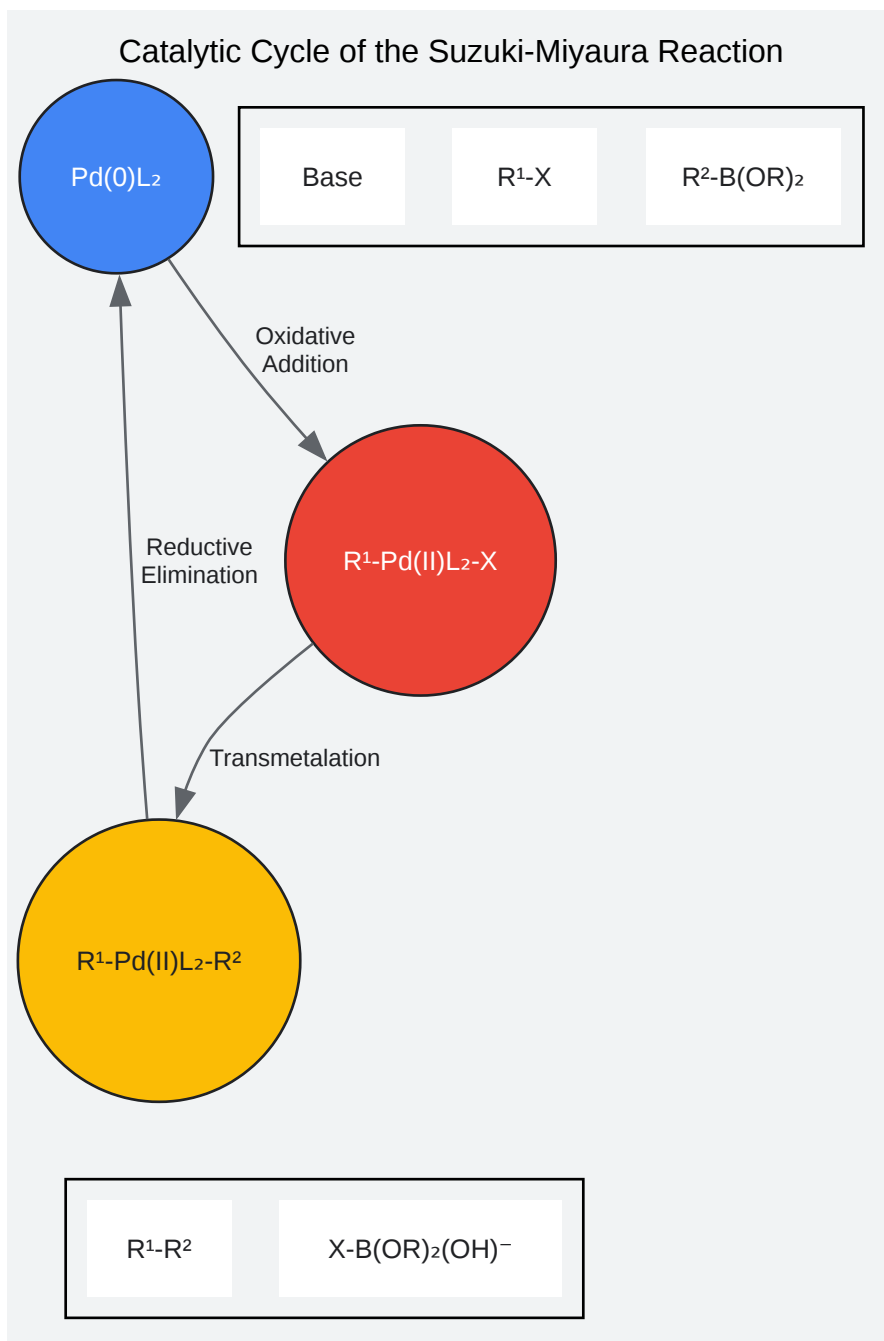 Catalytic Cycle of the Suzuki-Miyaura Reaction
Pd(0)L₂
Base
R¹-X
R²-B(OR)₂
Oxidative
Addition
R¹-Pd(II)L₂-X
Reductive
Elimination
Transmetalation
R¹-Pd(II)L₂-R²
R¹-R²
X-B(OR)₂(OH)⁻